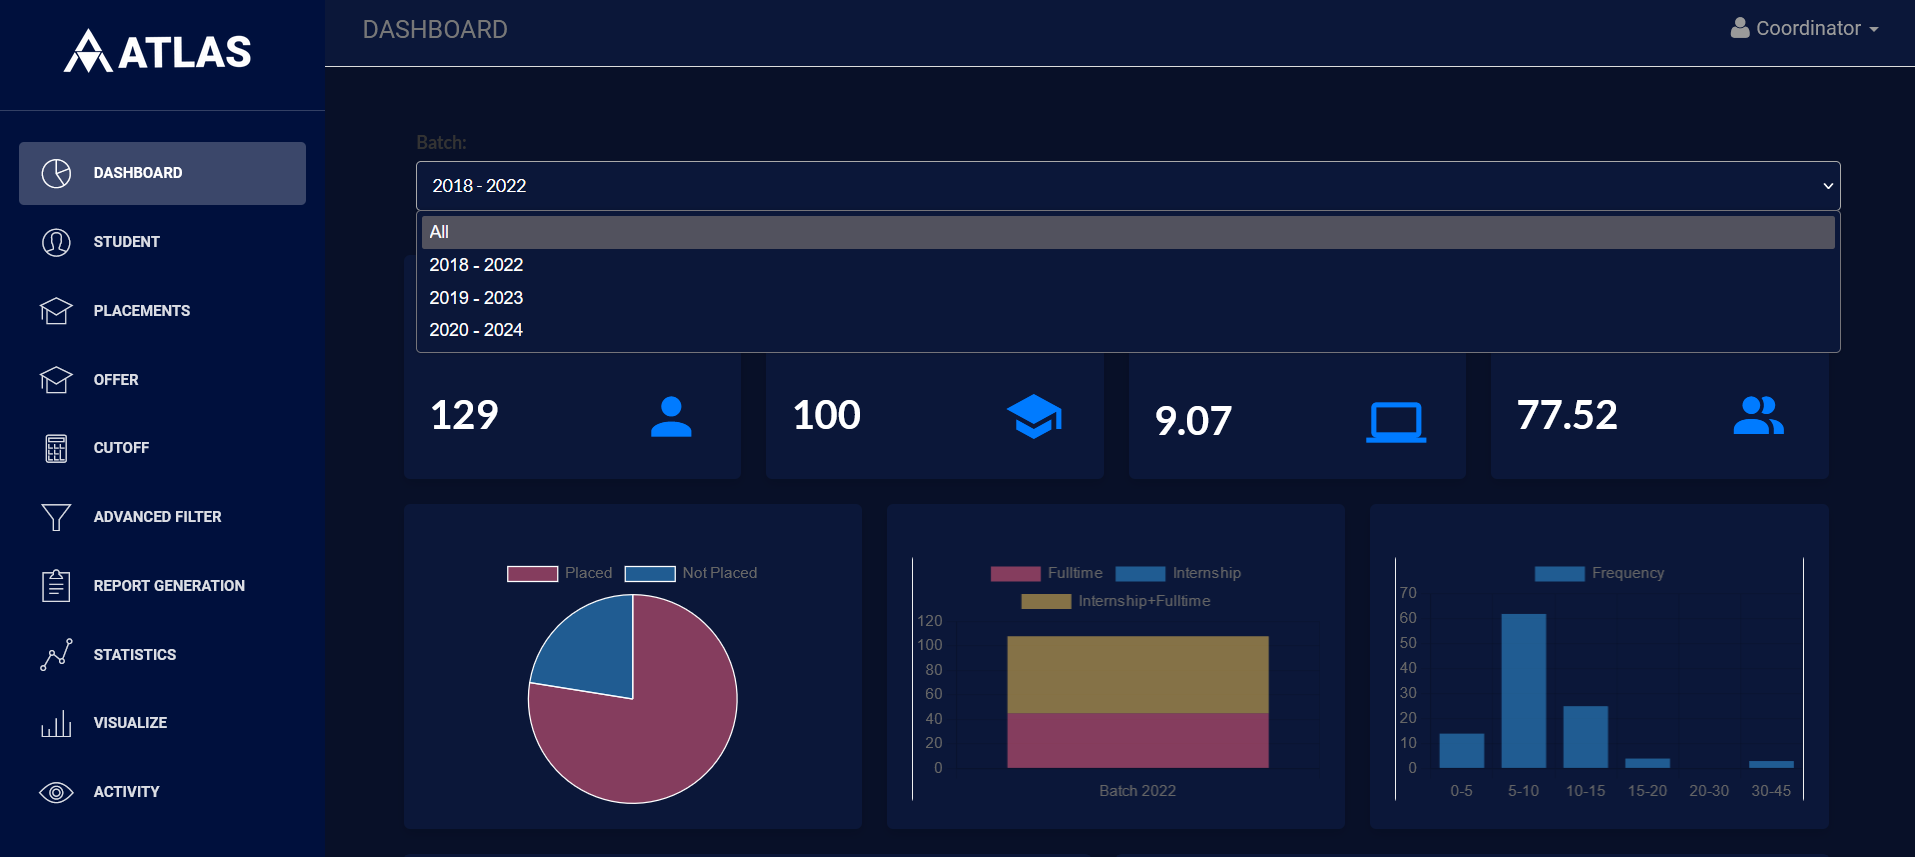 ATLAS
DASHBOARD
Coordinator
DASHBOARD
STUDENT
PLACEMENTS
OFFER
CUTOFF
ADVANCED FILTER
REPORT GENERATION
STATISTICS
VISUALIZE
ACTIVITY
Batch:
2018 - 2022
All
2018 - 2022
2019 - 2023
2020 - 2024
129
100
9.07
77.52
Placed Not Placed
Fulltime Internship
Internship+Fulltime
120
100
80
60
40
20
0
Batch 2022
Frequency
70
60
50
40
30
20
10
0
0-5 5-10 10-15 15-20 20-30 30-45